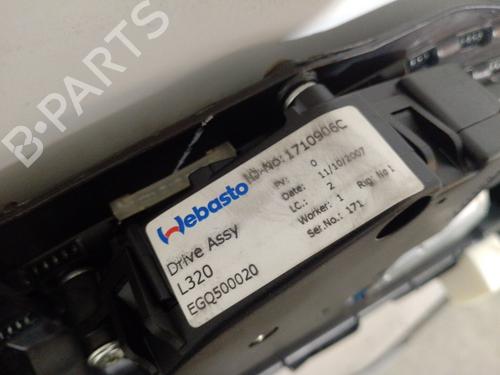 B-PARTS
Webasto
Drive Assy
L320
EGQ500020
ID-No:1710906C
PV: 0
Date: 11/10/2007
LC.: 2
Worker: 1 Rig: No 1
Ser.No.: 171